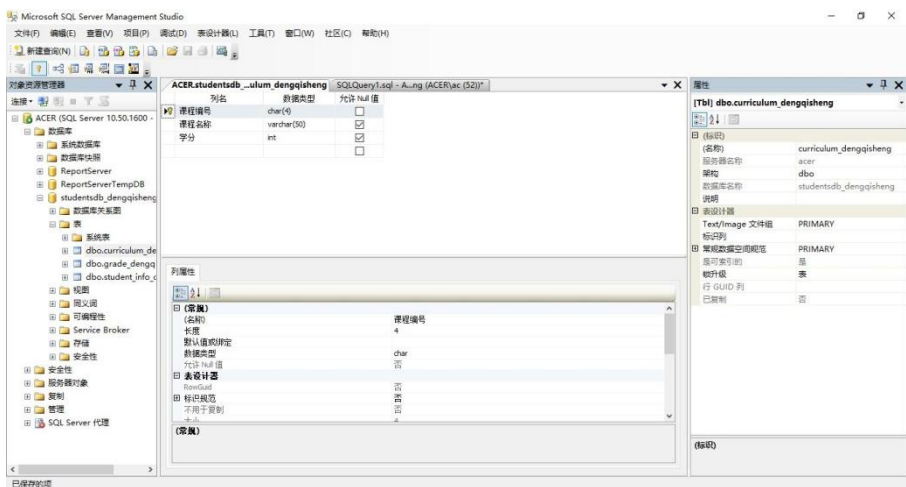 Microsoft SQL Server Management Studio
文件(F) 编辑(E) 查看(V) 项目(P) 调试(D) 表设计器(L) 工具(T) 窗口(W) 社区(C) 帮助(H)
新建查询(N)
对象资源管理器
连接
ACER (SQL Server 10.50.1600 -
数据库
系统数据库
数据库快照
ReportServer
ReportServerTempDB
studentsdb_dengqisheng
数据库关系图
表
系统表
dbo.curriculum_de
dbo.grade_dengq
dbo.student_info_c
视图
同义词
可编程性
Service Broker
存储
安全性
安全性
服务器对象
复制
管理
SQL Server 代理
ACER.studentsdb_...ulum_dengqisheng SQLQuery1.sql - A...ng (ACER\ac (52))*
列名 数据类型 允许 Null 值
课程编号 char(4)
课程名称 varchar(50)
学分 int
列属性
(常规)
(名称) 课程编号
长度 4
默认值或绑定
数据类型 char
允许 Null 值 否
表设计器
RowGuid 否
标识规范 否
不用于复制 否
大小 4
(常规)
属性
[Tbl] dbo.curriculum_dengqisheng
(标识)
(名称) curriculum_dengqisheng
服务器名称 acer
架构 dbo
数据库名称 studentsdb_dengqisheng
说明
表设计器
Text/Image 文件组 PRIMARY
标识列
常规数据空间规范 PRIMARY
是可索引的 是
锁升级 表
行 GUID 列
已复制 否
(标识)
已保存的项